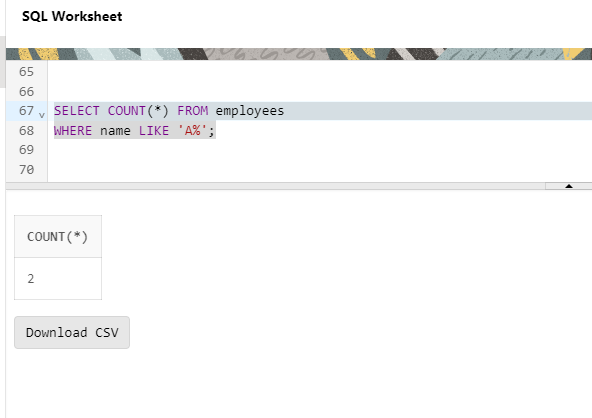 SQL Worksheet
65
66
67 SELECT COUNT(*) FROM employees
68 WHERE name LIKE 'A%';
69
70
COUNT(*)
2
Download CSV